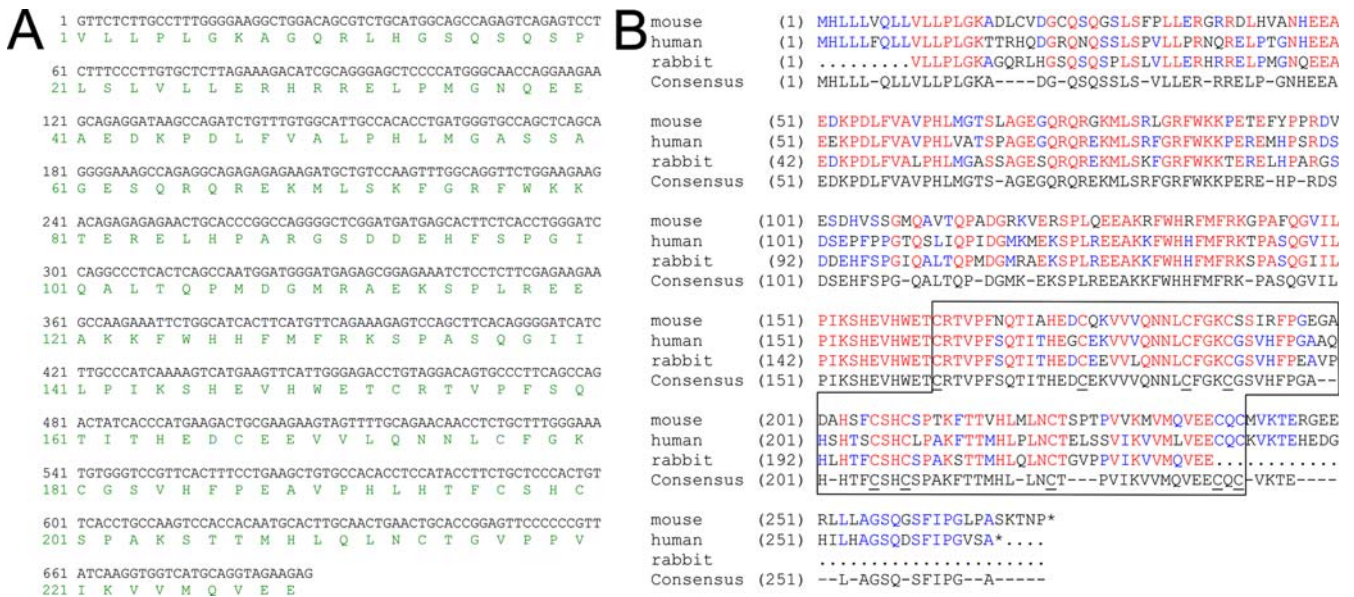 A
1 GTTCTCTTGCCTTTGGGGAAGGCTGGACAGCGTCTGCATGGCAGCCAGAGTCAGAGTCCT
1 V L L P L G K A G Q R L H G S Q S Q S P
61 CTTTCCCTTGTGCTCTTAGAAAGACATCGCAGGGAGCTCCCCATGGGCAACCAGGAAGAA
21 L S L V L L E R H R R E L P M G N Q E E
121 GCAGAGGATAAGCCAGATCTGTTTGTGGCATTGCCACACCTGATGGGTGCCAGCTCAGCA
41 A E D K P D L F V A L P H L M G A S S A
181 GGGGAAAGCCAGAGGCAGAGAGAGAAGATGCTGTCCAAGTTTGGCAGGTTCTGGAAGAAG
61 G E S Q R Q R E K M L S K F G R F W K K
241 ACAGAGAGAGAACTGCACCCGGCCAGGGGCTCGGATGATGAGCACTTCTCACCTGGGATC
81 T E R E L H P A R G S D D E H F S P G I
301 CAGGCCCTCACTCAGCCAATGGATGGGATGAGAGCGGAGAAATCTCCTCTTCGAGAAGAA
101 Q A L T Q P M D G M R A E K S P L R E E
361 GCCAAGAAATTCTGGCATCACTTCATGTTCAGAAAGAGTCCAGCTTCACAGGGGATCATC
121 A K K F W H H F M F R K S P A S Q G I I
421 TTGCCCATCAAAAGTCATGAAGTTCATTGGGAGACCTGTAGGACAGTGCCCTTCAGCCAG
141 L P I K S H E V H W E T C R T V P F S Q
481 ACTATCACCCATGAAGACTGCGAAGAAGTAGTTTTGCAGAACAACCTCTGCTTTGGGAAA
161 T I T H E D C E E V V L Q N N L C F G K
541 TGTGGGTCCGTTCACTTTCCTGAAGCTGTGCCACACCTCCATACCTTCTGCTCCCACTGT
181 C G S V H F P E A V P H L H T F C S H C
601 TCACCTGCCAAGTCCACCACAATGCACTTGCAACTGAACTGCACCGGAGTTCCCCCCGTT
201 S P A K S T T M H L Q L N C T G V P P V
661 ATCAAGGTGGTCATGCAGGTAGAAGAG
221 I K V V M Q V E E
B
mouse (1) MHLLLVQLLVLLPLGKADLCVDGCQSQGSLSFPLLERGRRDLHVANHEEA
human (1) MHLLLFQLLVLLPLGKTTRHQDGRQNQSSLSPVLLPRNQRELPTGNHEEA
rabbit (1) .........VLLPLGKAGQRLHGSQSQSPLSLVLLERHRRELPMGNQEEA
Consensus (1) MHLLL-QLLVLLPLGKA----DG-QSQSSLS-VLLER-RRELP-GNHEEA
mouse (51) EDKPDLFVAVPHLMGTSLAGEGQRQRGKMLSRLGRFWKKPETEFYPPRDV
human (51) EEKPDLFVAVPHLVATSPAGEGQRQREKMLSRFGRFWKKPEREMHPSRDS
rabbit (42) EDKPDLFVALPHLMGASSAGESQRQREKMLSKFGRFWKKTERELHPARGS
Consensus (51) EDKPDLFVAVPHLMGTS-AGEGQRQREKMLSRFGRFWKKPERE-HP-RDS
mouse (101) ESDHVSSGMQAVTQPADGRKVERSPLQEEAKRFWHRFMFRKGPAFQGVIL
human (101) DSEPFPPGTQSLIQPIDGMKMEKSPLREEAKKFWHHFMFRKTPASQGVIL
rabbit (92) DDEHFSPGIQALTQPMDGMRAEKSPLREEAKKFWHHFMFRKSPASQGIIL
Consensus (101) DSEHFSPG-QALTQP-DGMK-EKSPLREEAKKFWHHFMFRK-PASQGVIL
mouse (151) PIKSHEVHWETCRTVPFNQTIAHEDCQKVVVQNNLCFGKCSSIRFPGEGA
human (151) PIKSHEVHWETCRTVPFSQTITHEGCEKVVVQNNLCFGKCGSVHFPGAAQ
rabbit (142) PIKSHEVHWETCRTVPFSQTITHEDCEEVVLQNNLCFGKCGSVHFPEAVP
Consensus (151) PIKSHEVHWETCRTVPFSQTITHEDCEKVVVQNNLCFGKCGSVHFPGA--
mouse (201) DAHSFCSHCSPTKFTTVHLMLNCTSPTPVVKMVMQVEECQCMVKTERGEE
human (201) HSHTSCSHCLPAKFTTMHLPLNCTELSSVIKVVMLVEECQCKVKTEHEDG
rabbit (192) HLHTFCSHCSPAKSTTMHLQLNCTGVPPVIKVVMQVEE............
Consensus (201) H-HTFCSHCSPAKFTTMHL-LNCT---PVIKVVMQVEECQC-VKTE----
mouse (251) RLLLAGSQGSFIPGLPASKTNP*
human (251) HILHAGSQDSFIPGVSA*....
rabbit .......................
Consensus (251) --L-AGSQ-SFIPG--A-----